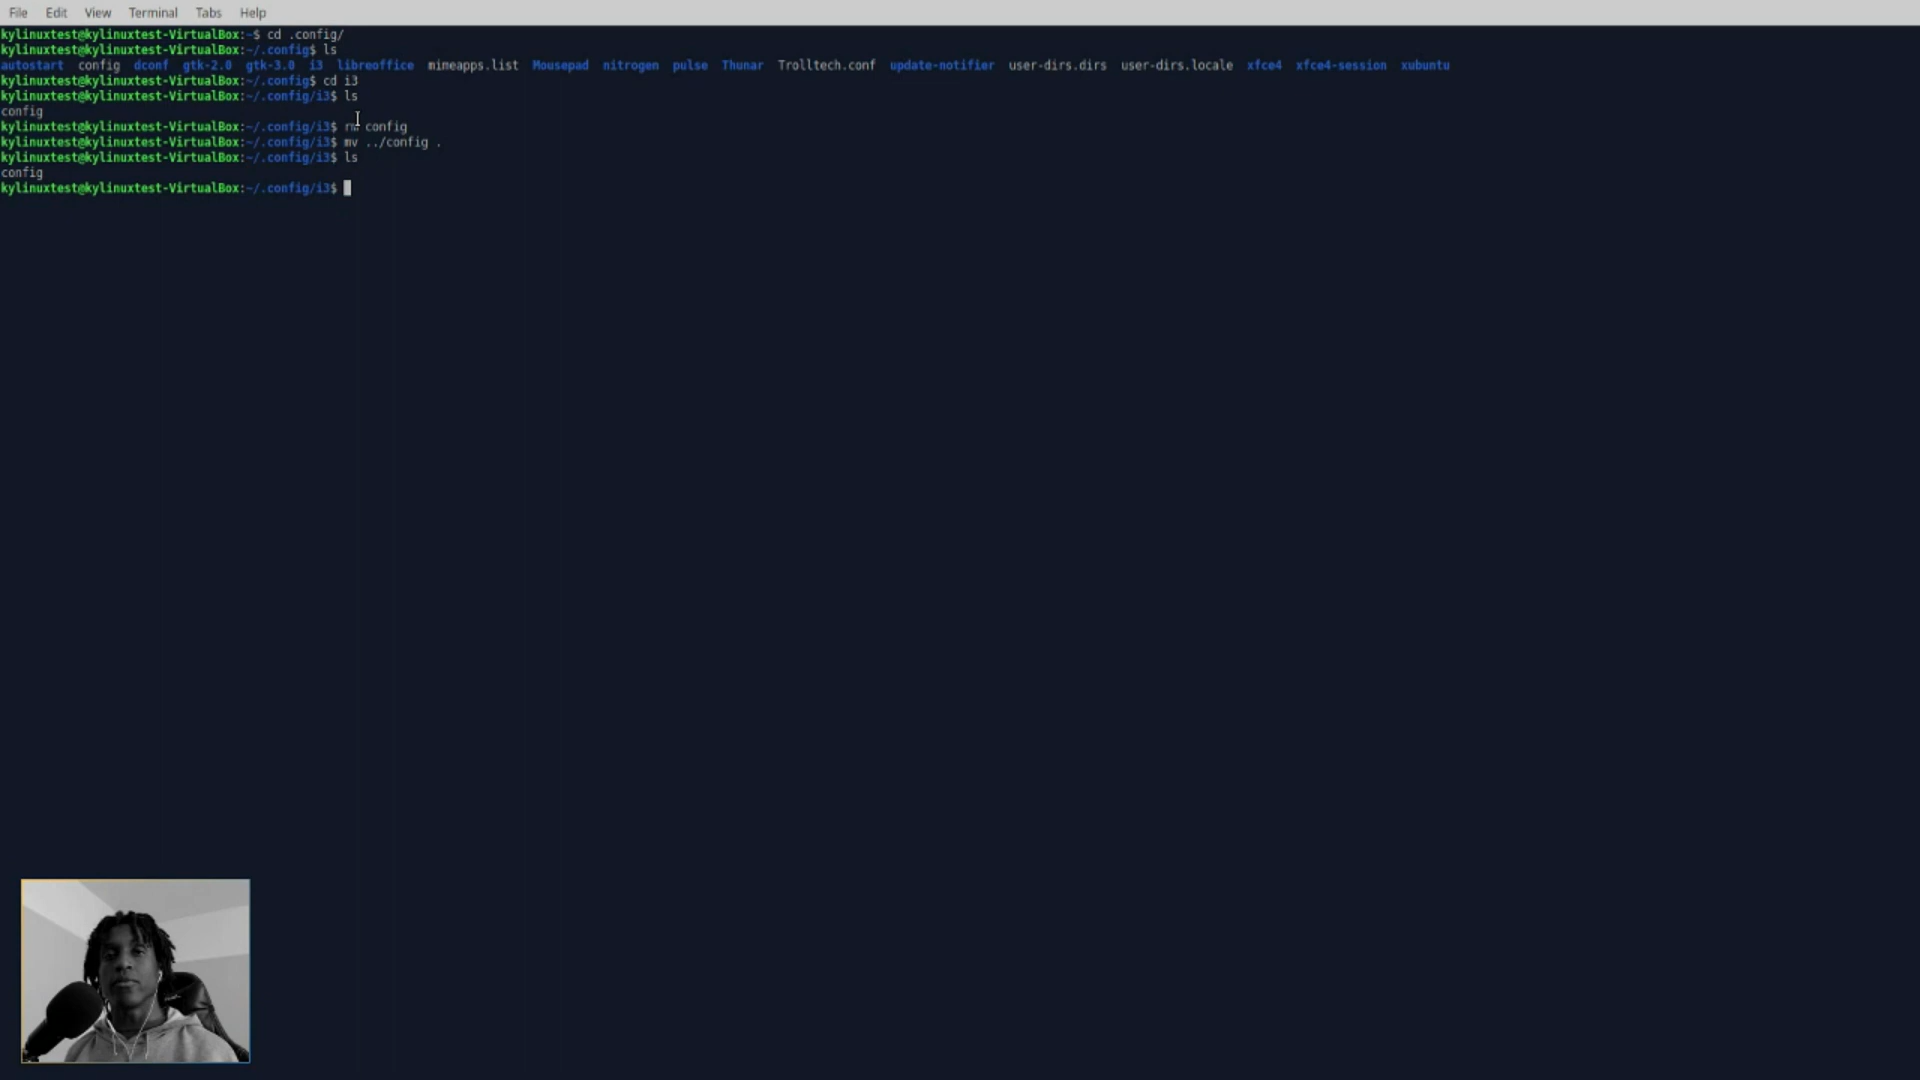 File Edit View Terminal Tabs Help
kylinuxtest@kylinuxtest-VirtualBox:~$ cd .config/
kylinuxtest@kylinuxtest-VirtualBox:~/.config$ ls
autostart config dconf gtk-2.0 gtk-3.0 i3 libreoffice mimeapps.list Mousepad nitrogen pulse Thunar Trolltech.conf update-notifier user-dirs.dirs user-dirs.locale xfce4 xfce4-session xubuntu
kylinuxtest@kylinuxtest-VirtualBox:~/.config$ cd i3
kylinuxtest@kylinuxtest-VirtualBox:~/.config/i3$ ls
config
kylinuxtest@kylinuxtest-VirtualBox:~/.config/i3$ rm config
kylinuxtest@kylinuxtest-VirtualBox:~/.config/i3$ mv ../config .
kylinuxtest@kylinuxtest-VirtualBox:~/.config/i3$ ls
config
kylinuxtest@kylinuxtest-VirtualBox:~/.config/i3$